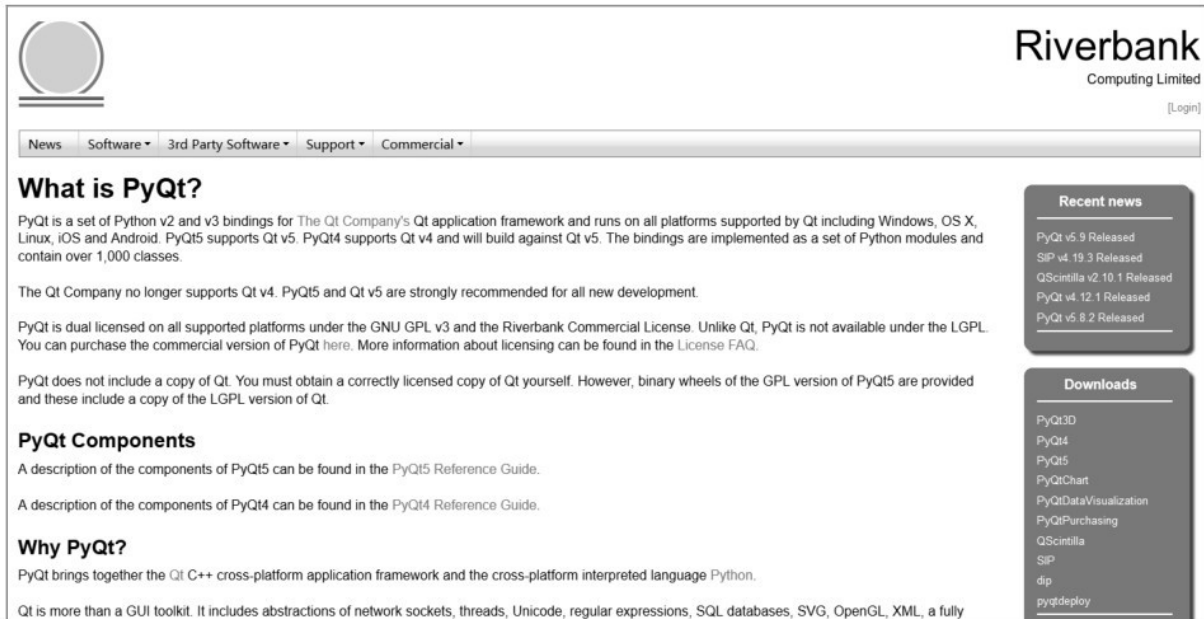 Riverbank
Computing Limited
[Login]
News Software 3rd Party Software Support Commercial
What is PyQt?
PyQt is a set of Python v2 and v3 bindings for The Qt Company's Qt application framework and runs on all platforms supported by Qt including Windows, OS X,
Linux, iOS and Android. PyQt5 supports Qt v5. PyQt4 supports Qt v4 and will build against Qt v5. The bindings are implemented as a set of Python modules and
contain over 1,000 classes.
The Qt Company no longer supports Qt v4. PyQt5 and Qt v5 are strongly recommended for all new development.
PyQt is dual licensed on all supported platforms under the GNU GPL v3 and the Riverbank Commercial License. Unlike Qt, PyQt is not available under the LGPL.
You can purchase the commercial version of PyQt here. More information about licensing can be found in the License FAQ.
PyQt does not include a copy of Qt. You must obtain a correctly licensed copy of Qt yourself. However, binary wheels of the GPL version of PyQt5 are provided
and these include a copy of the LGPL version of Qt.
PyQt Components
A description of the components of PyQt5 can be found in the PyQt5 Reference Guide.
A description of the components of PyQt4 can be found in the PyQt4 Reference Guide.
Why PyQt?
PyQt brings together the Qt C++ cross-platform application framework and the cross-platform interpreted language Python.
Qt is more than a GUI toolkit. It includes abstractions of network sockets, threads, Unicode, regular expressions, SQL databases, SVG, OpenGL, XML, a fully
Recent news
PyQt v5.9 Released
SIP v4.19.3 Released
QScintilla v2.10.1 Released
PyQt v4.12.1 Released
PyQt v5.8.2 Released
Downloads
PyQt3D
PyQt4
PyQt5
PyQtChart
PyQtDataVisualization
PyQtPurchasing
QScintilla
SIP
dip
pyqtdeploy